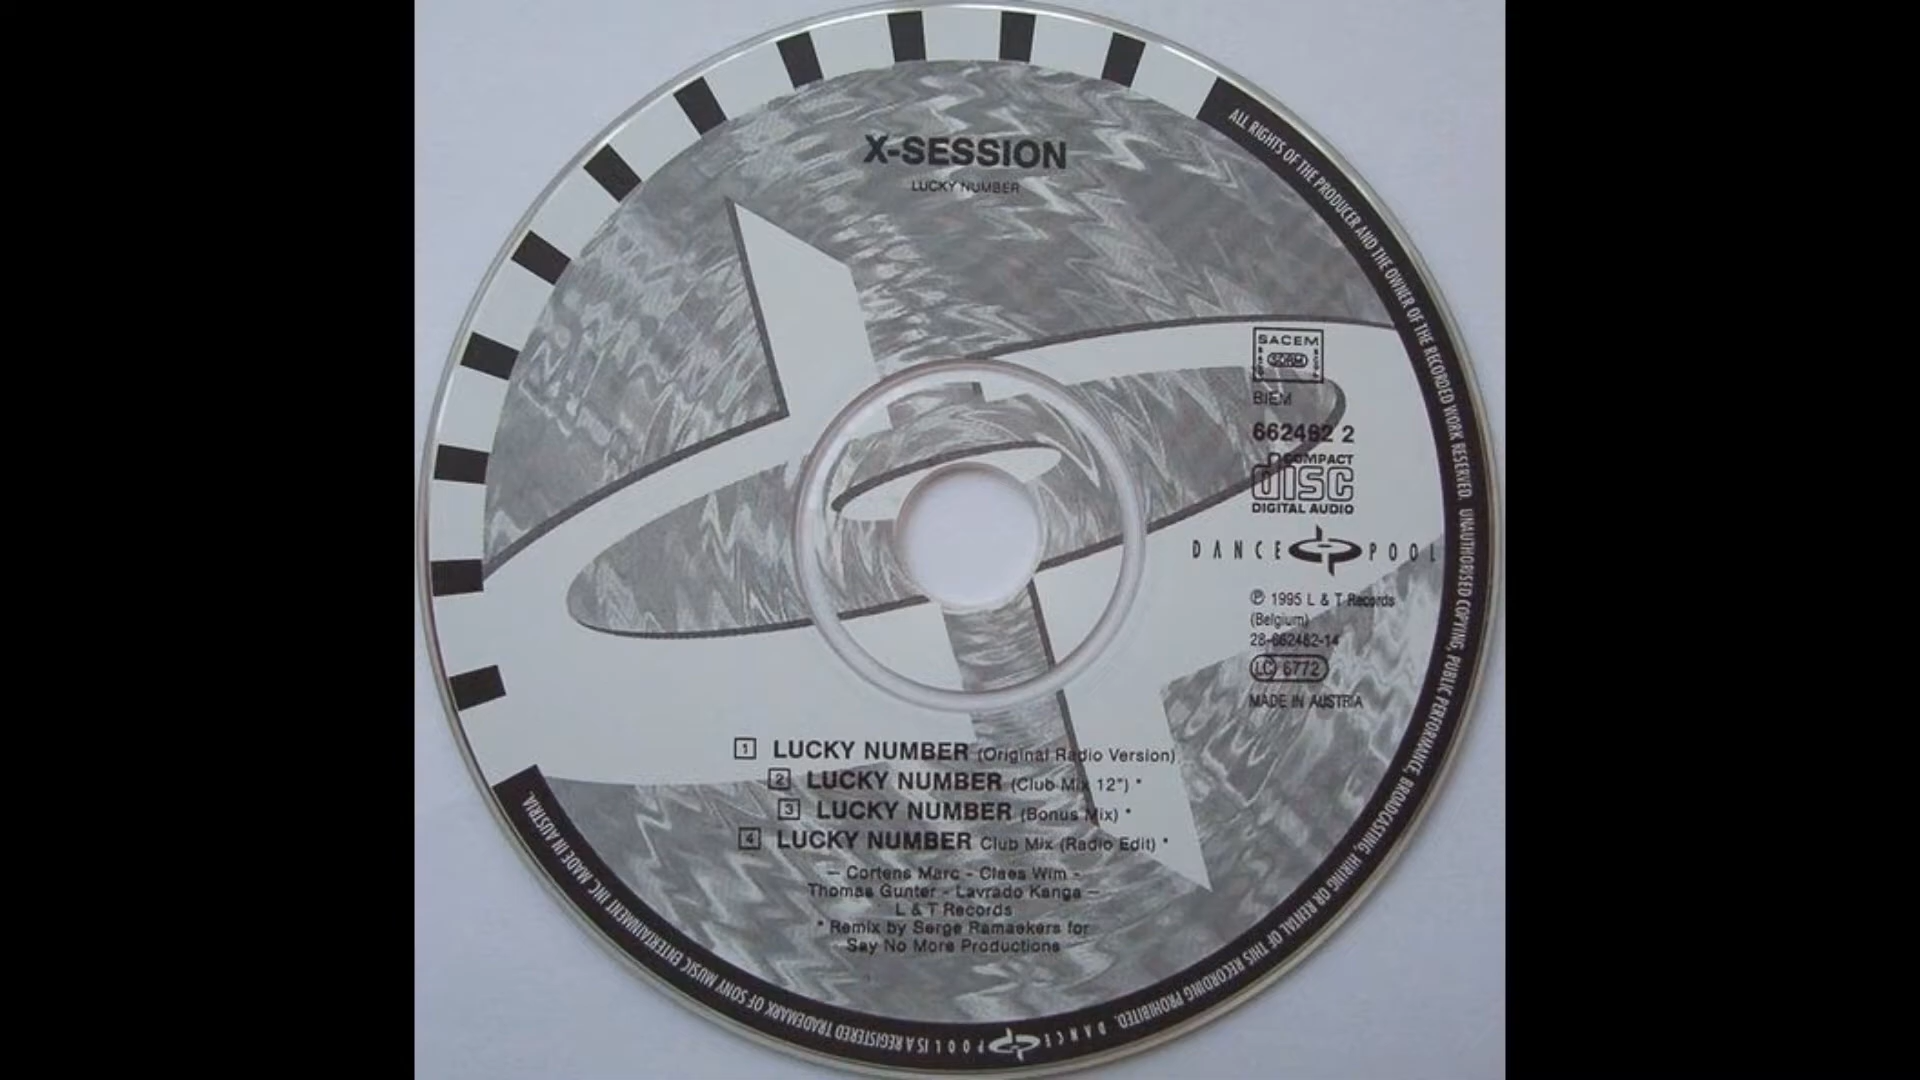 X-SESSION
LUCKY NUMBER
SACEM
SDRM
BIEM
662482 2
COMPACT
disc
DIGITAL AUDIO
DANCE POOL
℗ 1995 L & T Records
(Belgium)
28-662482-14
LC 6772
MADE IN AUSTRIA
1 LUCKY NUMBER (Original Radio Version)
2 LUCKY NUMBER (Club Mix 12") *
3 LUCKY NUMBER (Bonus Mix) *
4 LUCKY NUMBER Club Mix (Radio Edit) *
– Cortens Marc - Claes Wim -
Thomas Gunter - Lavrado Kanga –
L & T Records
* Remix by Serge Ramaekers for
Say No More Productions
ALL RIGHTS OF THE PRODUCER AND THE OWNER OF THE RECORDED WORK RESERVED. UNAUTHORISED COPYING, PUBLIC PERFORMANCE, BROADCASTING, HIRING OR RENTAL OF THIS RECORDING PROHIBITED. DANCE POOL IS A REGISTERED TRADEMARK OF SONY MUSIC ENTERTAINMENT INC. MADE IN AUSTRIA.